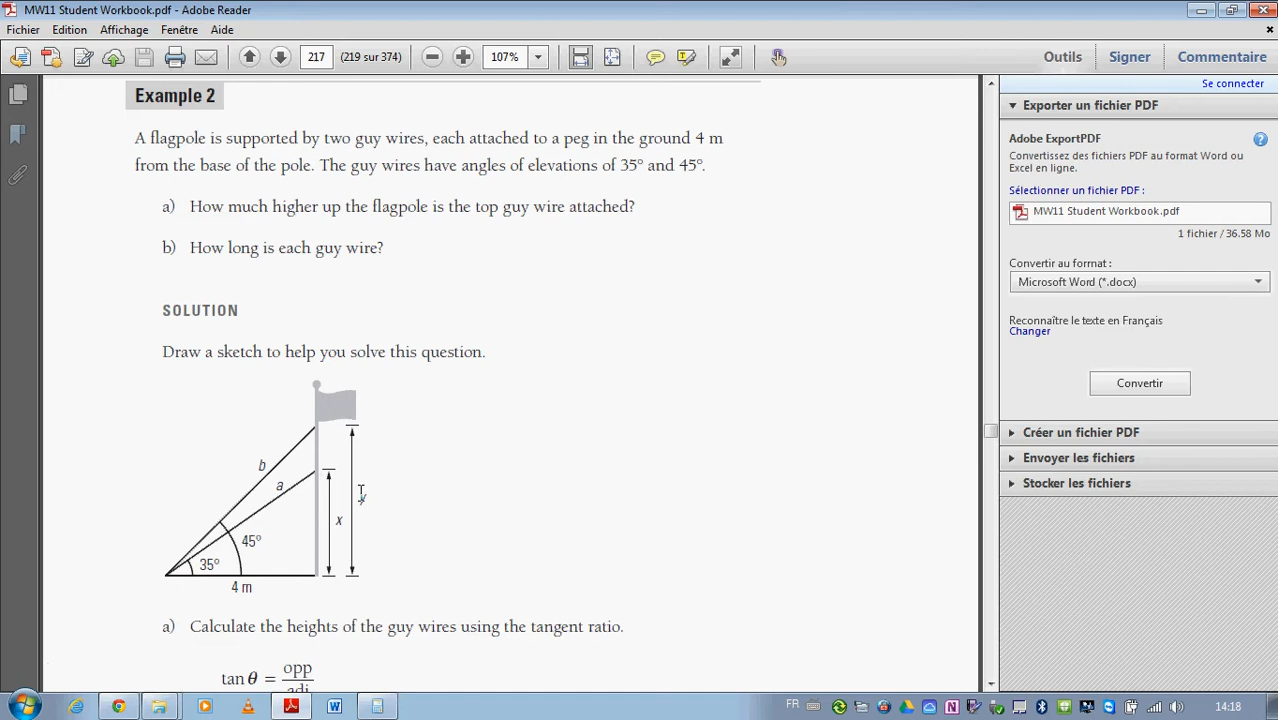 MW11 Student Workbook.pdf - Adobe Reader
Fichier Edition Affichage Fenêtre Aide
217 (219 sur 374) 107% Outils Signer Commentaire
Se connecter
Exporter un fichier PDF
Adobe ExportPDF
Convertissez des fichiers PDF au format Word ou
Excel en ligne.
Sélectionner un fichier PDF :
MW11 Student Workbook.pdf
1 fichier / 36.58 Mo
Convertir au format :
Microsoft Word (*.docx)
Reconnaître le texte en Français
Changer
Convertir
Créer un fichier PDF
Envoyer les fichiers
Stocker les fichiers
Example 2
A flagpole is supported by two guy wires, each attached to a peg in the ground 4 m
from the base of the pole. The guy wires have angles of elevations of 35° and 45°.
a) How much higher up the flagpole is the top guy wire attached?
b) How long is each guy wire?
SOLUTION
Draw a sketch to help you solve this question.
b
a
y
x
45°
35°
4 m
a) Calculate the heights of the guy wires using the tangent ratio.
tan θ = opp
adj
FR 14:18